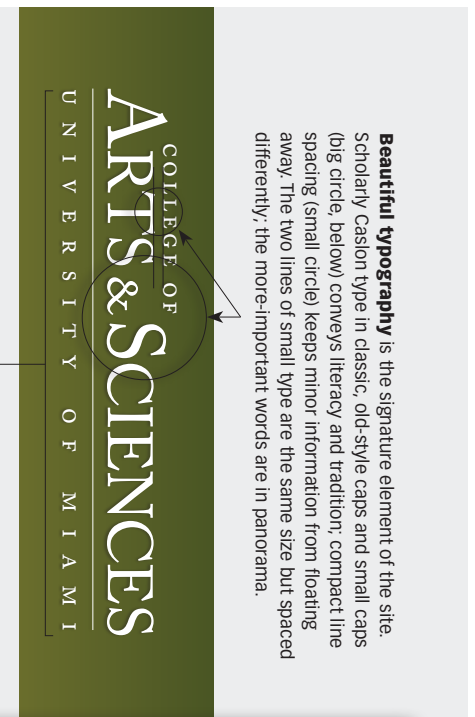 Beautiful typography is the signature element of the site.
Scholarly Caslon type in classic, old-style caps and small caps
(big circle, below) conveys literacy and tradition; compact line
spacing (small circle) keeps minor information from floating
away. The two lines of small type are the same size but spaced
differently; the more-important words are in panorama.
COLLEGE OF
ARTS & SCIENCES
UNIVERSITY OF MIAMI